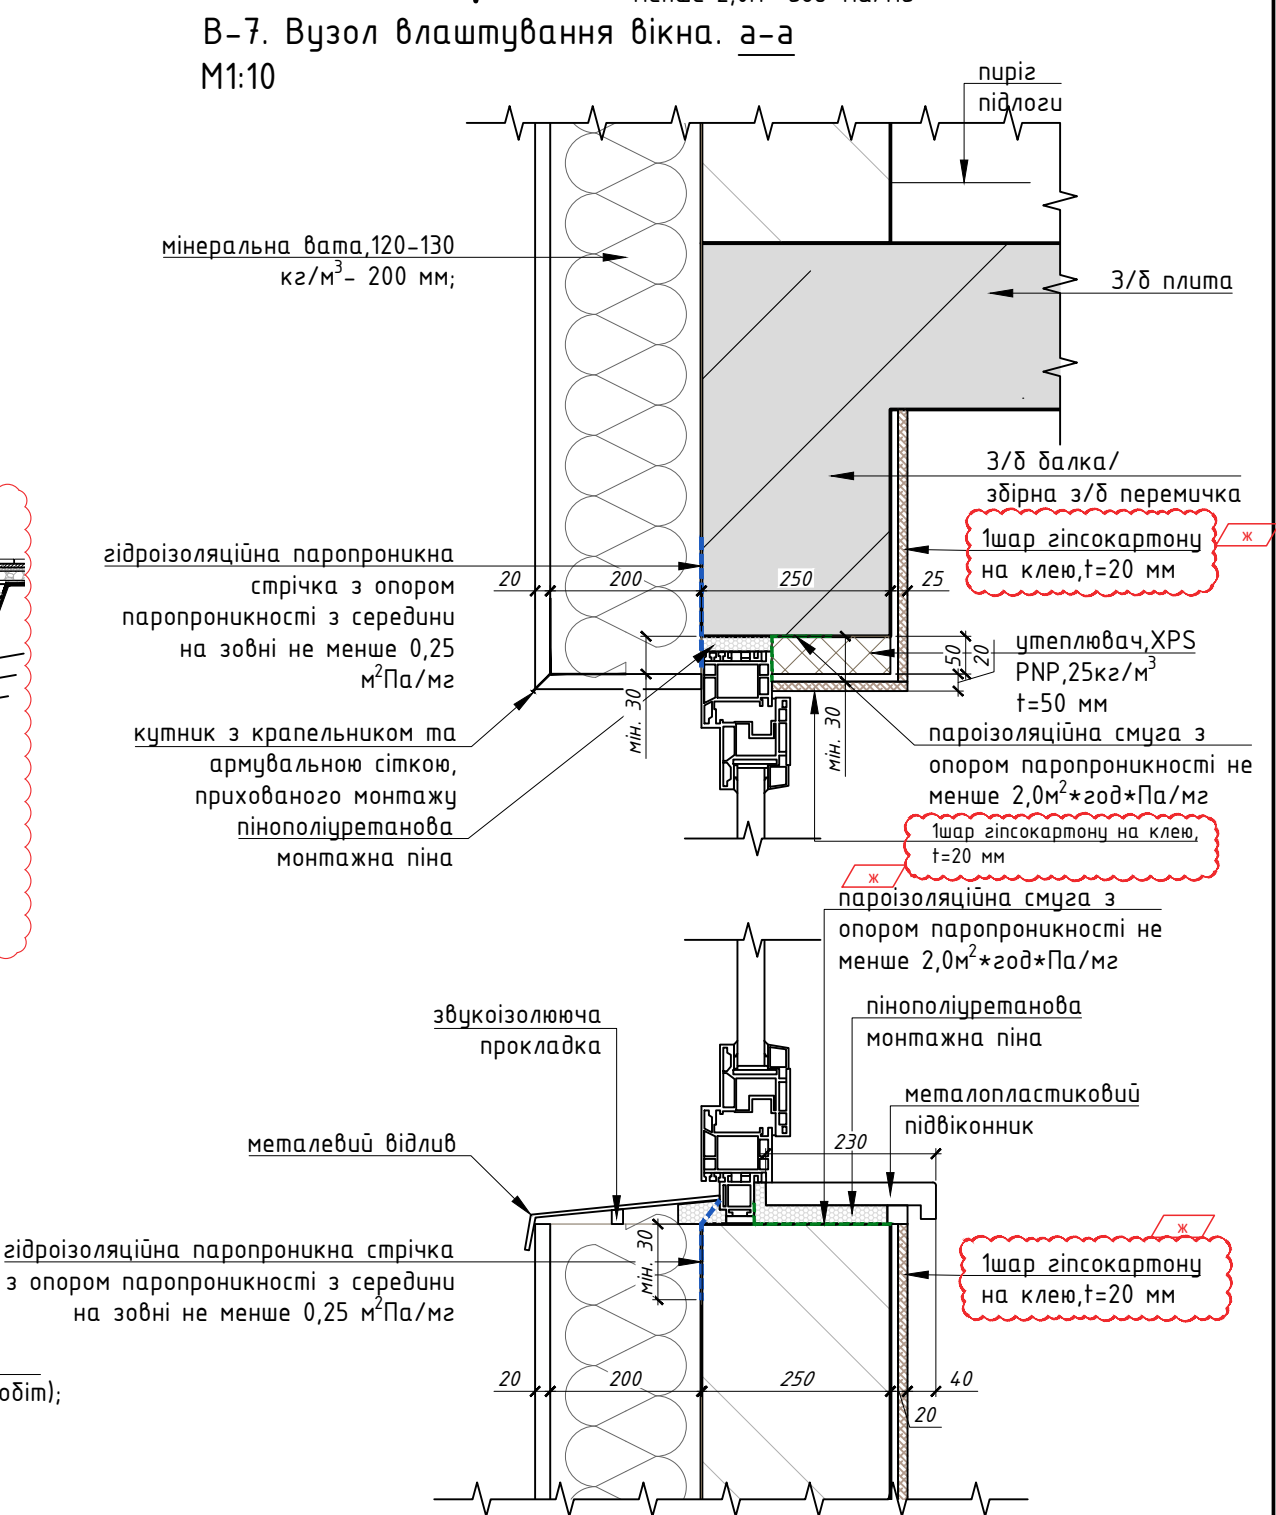 В-7. Вузол влаштування вікна. а-а
М1:10
пиріг
підлоги
мінеральна вата,120-130
кг/м³- 200 мм;
З/б плита
З/б балка/
збірна з/б перемичка
1шар гіпсокартону
на клею,t=20 мм
ж
гідроізоляційна паропроникна
стрічка з опором
паропроникності з середини
на зовні не менше 0,25
м²Па/мг
20
200
250
25
50
20
утеплювач,XPS
PNP,25кг/м³
t=50 мм
мін. 30
мін. 30
кутник з крапельником та
армувальною сіткою,
прихованого монтажу
пінополіуретанова
монтажна піна
пароізоляційна смуга з
опором паропроникності не
менше 2,0м²*год*Па/мг
1шар гіпсокартону на клею,
t=20 мм
ж
пароізоляційна смуга з
опором паропроникності не
менше 2,0м²*год*Па/мг
звукоізолююча
прокладка
пінополіуретанова
монтажна піна
металопластиковий
підвіконник
металевий відлив
230
ж
гідроізоляційна паропроникна стрічка
з опором паропроникності з середини
на зовні не менше 0,25 м²Па/мг
мін. 30
1шар гіпсокартону
на клею,t=20 мм
20
200
250
40
20
обіт);